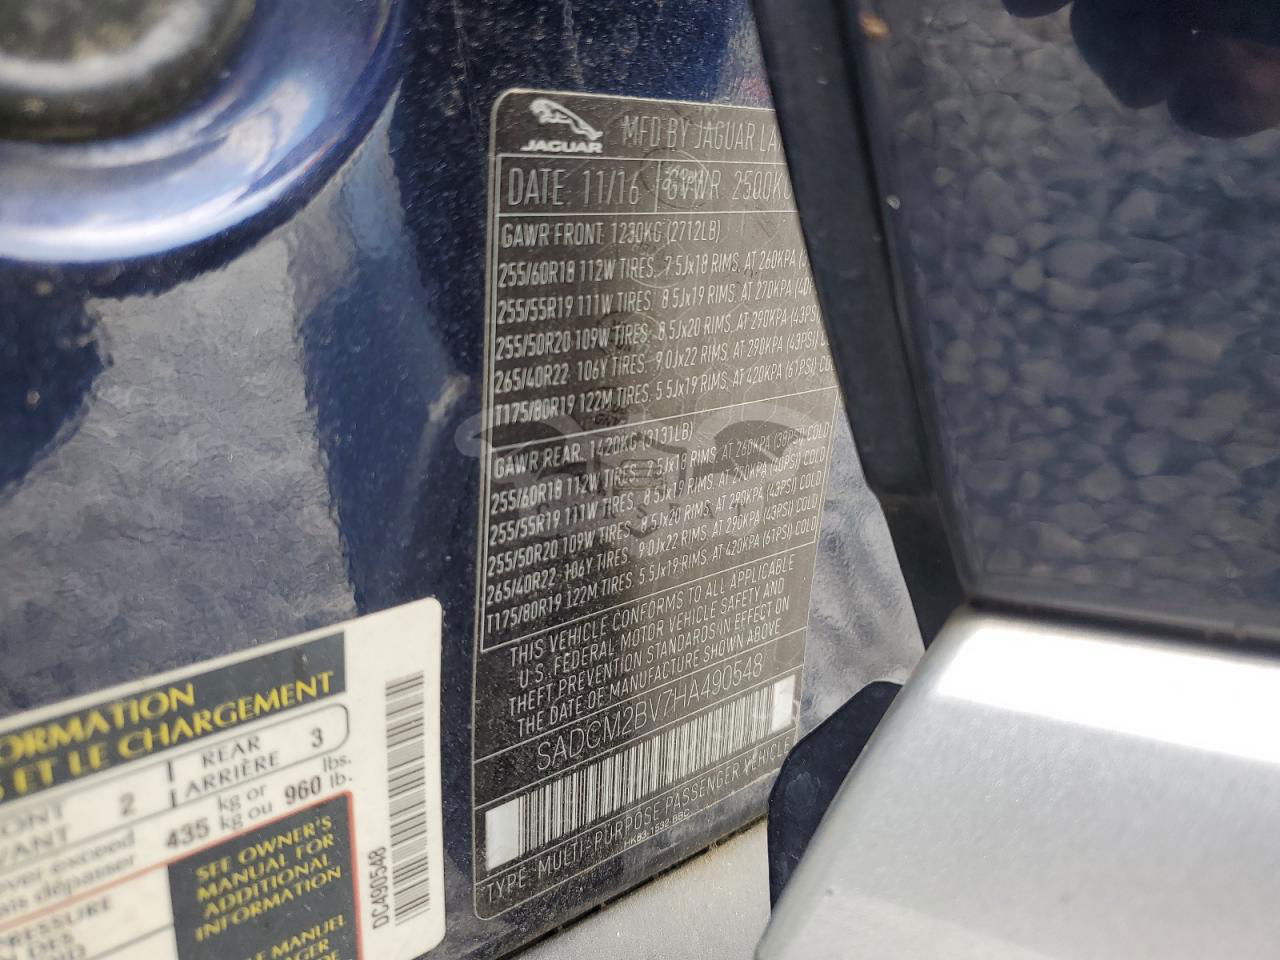 JAGUAR MFD BY JAGUAR
DATE: 11/16 GVWR 2500KG
GAWR FRONT 1230KG (2712LB)
255/60R18 112W TIRES. 7.5Jx18 RIMS. AT 260KPA
255/55R19 111W TIRES. 8.5Jx19 RIMS. AT 270KPA
255/50R20 109W TIRES. 8.5Jx20 RIMS. AT 290KPA (43PSI)
265/40R22 106Y TIRES. 9.0Jx22 RIMS. AT 290KPA (43PSI)
T175/80R19 122M TIRES. 5.5Jx19 RIMS. AT 420KPA (61PSI)
GAWR REAR. 1420KG (3131LB)
255/60R18 112W TIRES. 7.5Jx18 RIMS. AT 260KPA (38PSI) COLD
255/55R19 111W TIRES. 8.5Jx19 RIMS. AT 270KPA (40PSI) COLD
255/50R20 109W TIRES. 8.5Jx20 RIMS. AT 290KPA (43PSI) COLD
265/40R22 106Y TIRES. 9.0Jx22 RIMS. AT 290KPA (43PSI) COLD
T175/80R19 122M TIRES. 5.5Jx19 RIMS. AT 420KPA (61PSI) COLD
THIS VEHICLE CONFORMS TO ALL APPLICABLE
U.S. FEDERAL MOTOR VEHICLE SAFETY AND
THEFT PREVENTION STANDARDS IN EFFECT ON
THE DATE OF MANUFACTURE SHOWN ABOVE
SADCM2BV7HA490548
TYPE: MULTI-PURPOSE PASSENGER VEHICLE
ET LE CHARGEMENT
2 REAR 3
ARRIÈRE
exceed 435 kg or 960 lbs.
dépasser kg ou lb.
SEE OWNER'S
MANUAL FOR
ADDITIONAL
INFORMATION
MANUEL
DC490548